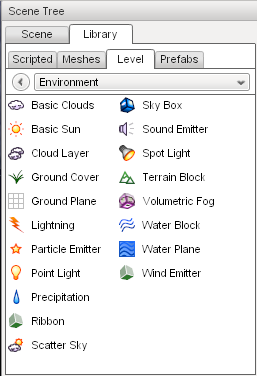 Scene Tree
Scene Library
Scripted Meshes Level Prefabs
Environment
Basic Clouds
Basic Sun
Cloud Layer
Ground Cover
Ground Plane
Lightning
Particle Emitter
Point Light
Precipitation
Ribbon
Scatter Sky
Sky Box
Sound Emitter
Spot Light
Terrain Block
Volumetric Fog
Water Block
Water Plane
Wind Emitter